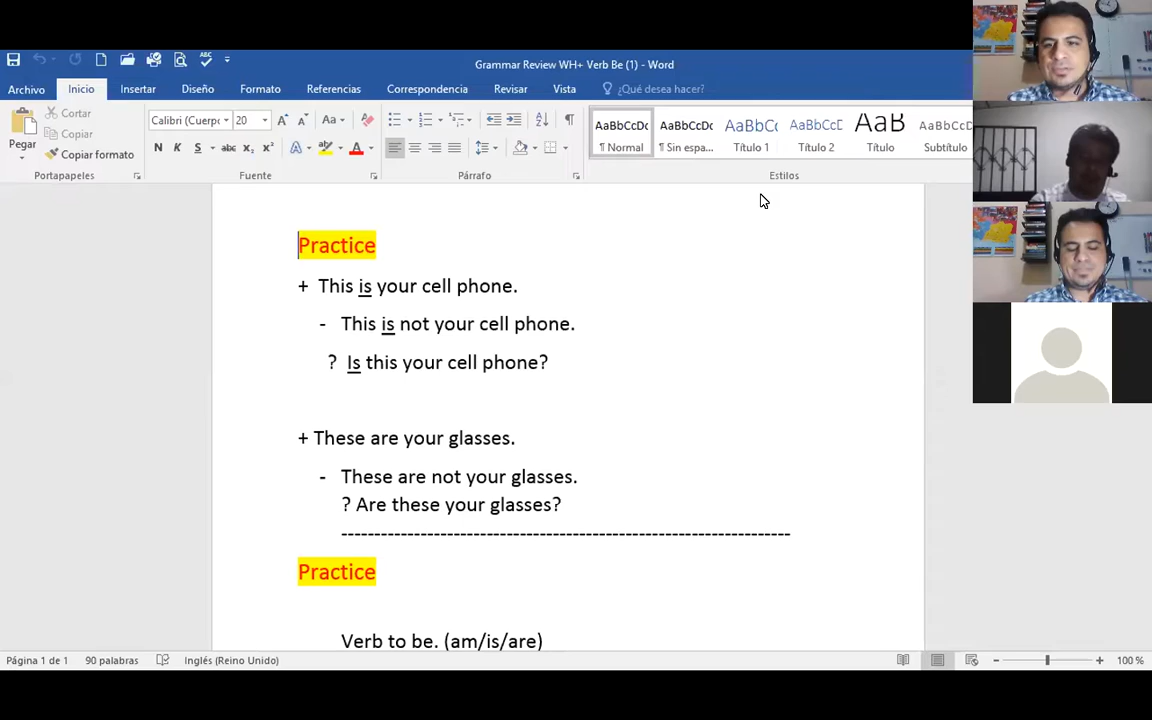 Grammar Review WH+ Verb Be (1) - Word
Archivo Inicio Insertar Diseño Formato Referencias Correspondencia Revisar Vista ¿Qué desea hacer?
Pegar
Cortar
Copiar
Copiar formato
Portapapeles
Calibri (Cuerpo 20
N K S abc x₂ x²
Fuente
Párrafo
AaBbCcDc AaBbCcDc AaBbCc AaBbCcD AaB AaBbCcD
¶ Normal ¶ Sin espa... Título 1 Título 2 Título Subtítulo
Estilos
Practice
+ This is your cell phone.
- This is not your cell phone.
? Is this your cell phone?
+ These are your glasses.
- These are not your glasses.
? Are these your glasses?
--------------------------------------------------------------------
Practice
Verb to be. (am/is/are)
Página 1 de 1 90 palabras Inglés (Reino Unido) 100 %